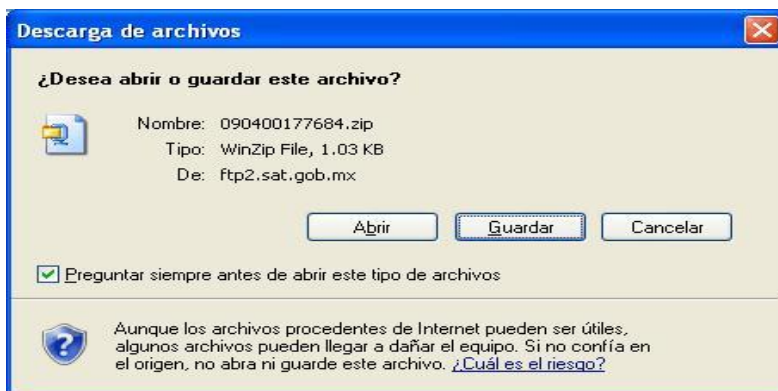 Descarga de archivos
¿Desea abrir o guardar este archivo?
Nombre: 090400177684.zip
Tipo: WinZip File, 1.03 KB
De: ftp2.sat.gob.mx
Abrir Guardar Cancelar
Preguntar siempre antes de abrir este tipo de archivos
Aunque los archivos procedentes de Internet pueden ser útiles,
algunos archivos pueden llegar a dañar el equipo. Si no confía en
el origen, no abra ni guarde este archivo. ¿Cuál es el riesgo?